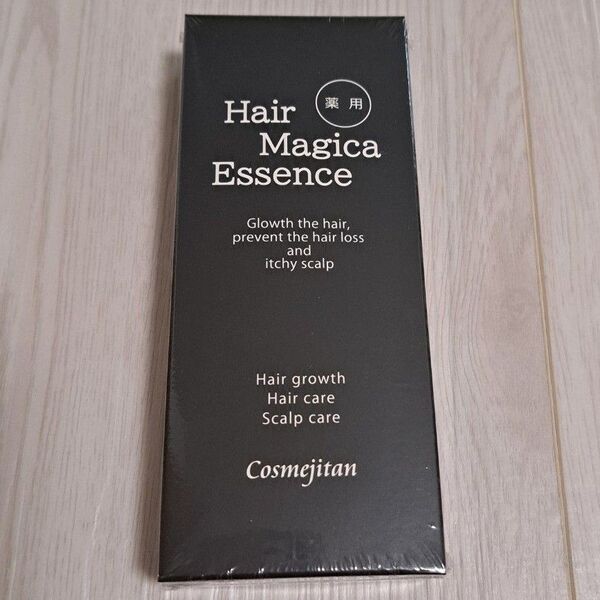 薬用
Hair
Magica
Essence
Glowth the hair,
prevent the hair loss
and
itchy scalp
Hair growth
Hair care
Scalp care
Cosmejitan